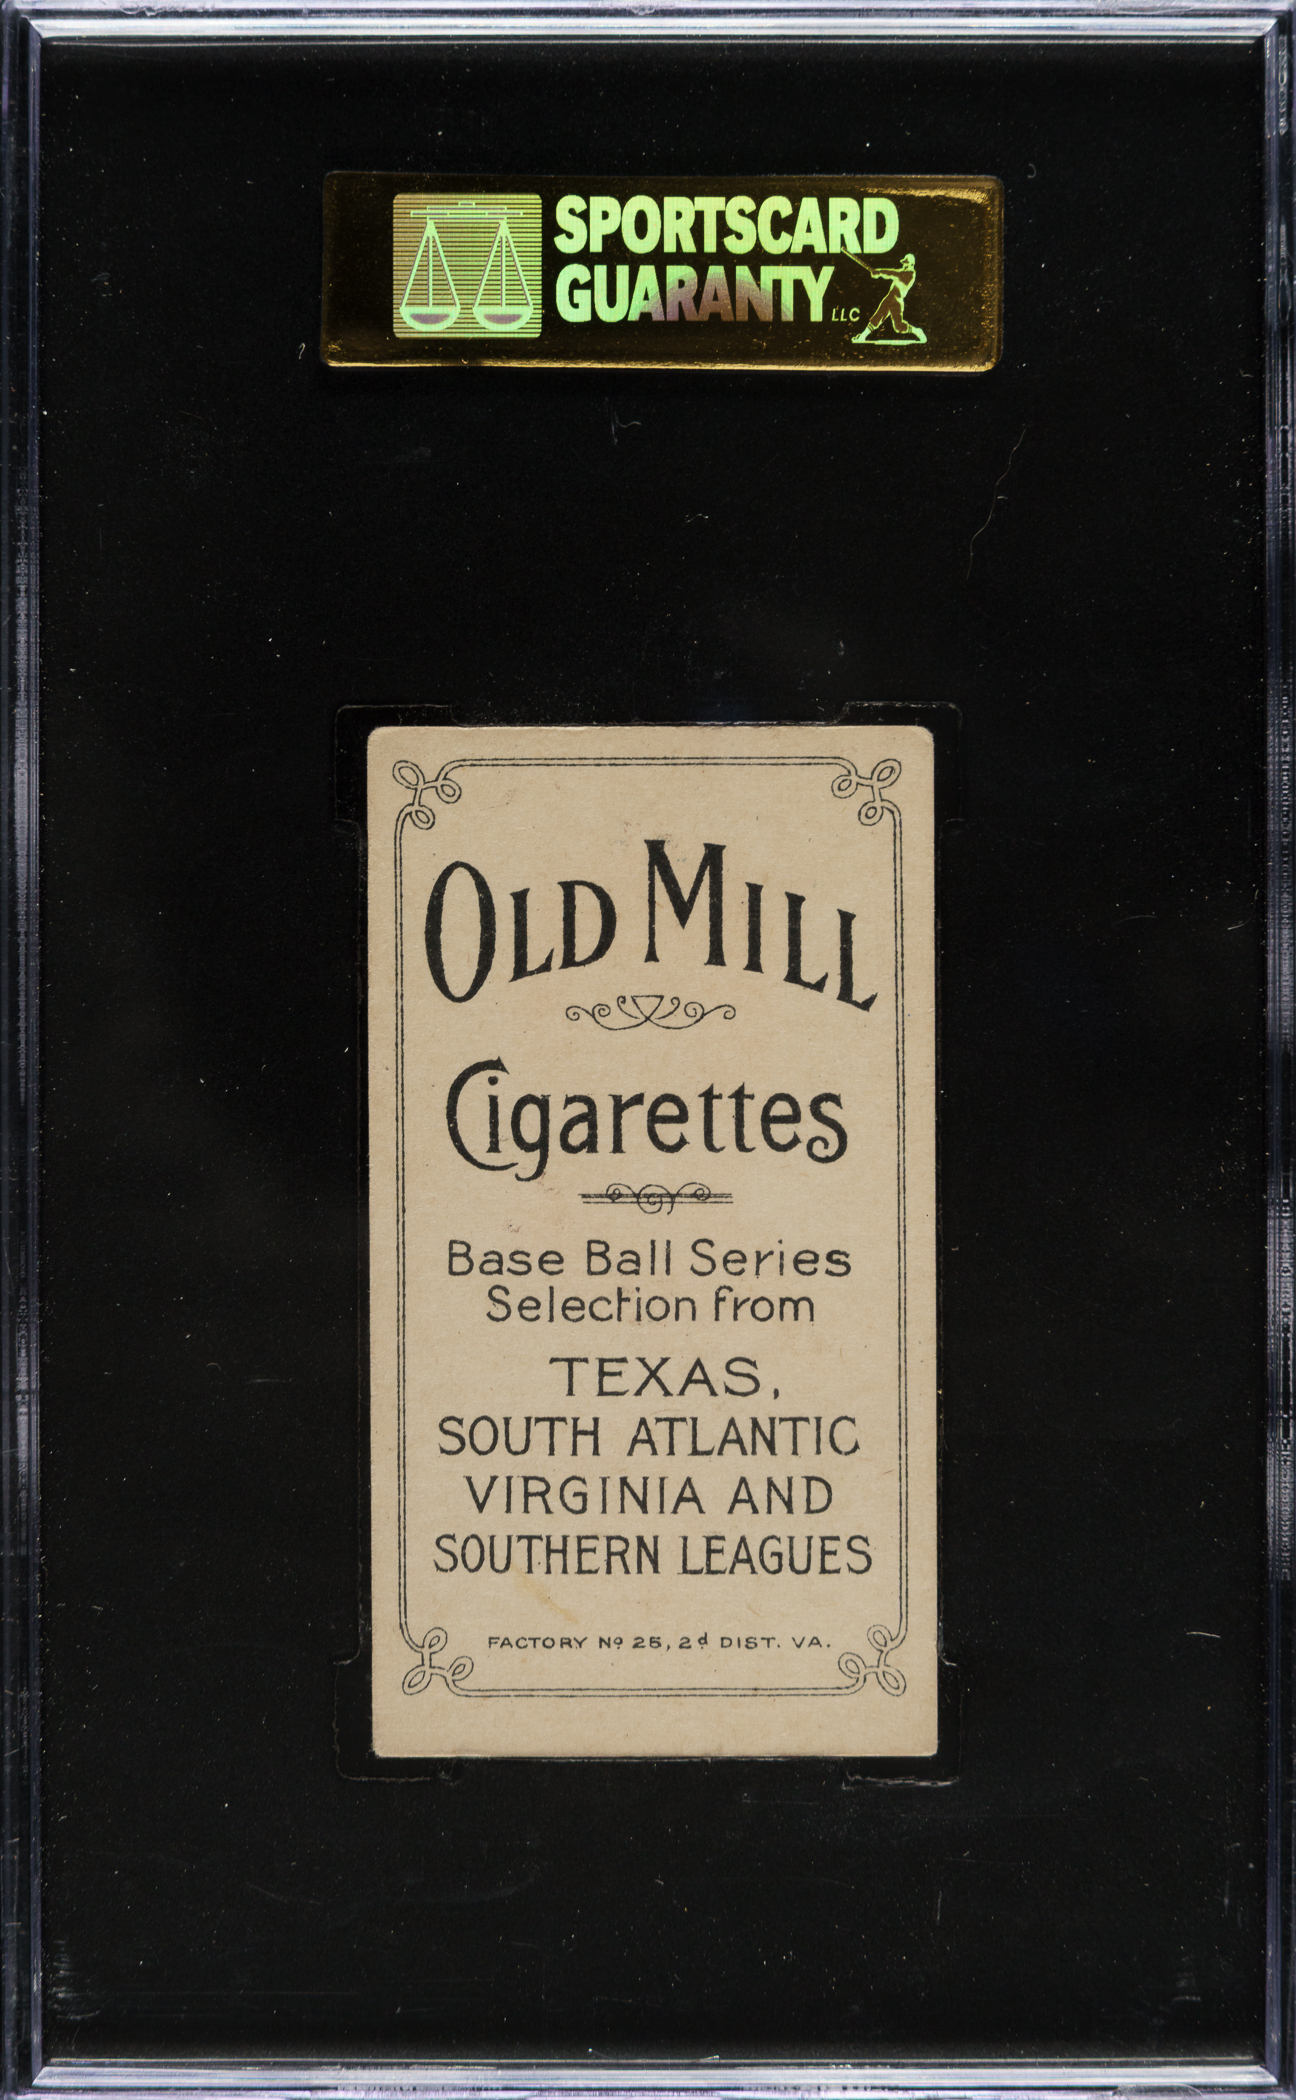 SPORTSCARD
GUARANTY LLC
OLD MILL
Cigarettes
Base Ball Series
Selection from
TEXAS,
SOUTH ATLANTIC
VIRGINIA AND
SOUTHERN LEAGUES
FACTORY Nº 25, 2d DIST. VA.